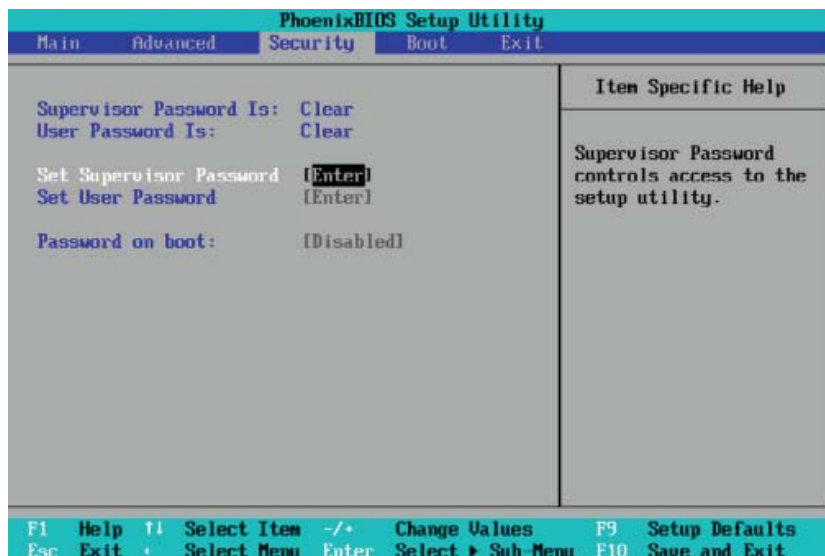 PhoenixBIOS Setup Utility
Main Advanced Security Boot Exit
Item Specific Help
Supervisor Password Is: Clear
User Password Is: Clear
Set Supervisor Password [Enter]
Set User Password [Enter]
Password on boot: [Disabled]
Supervisor Password
controls access to the
setup utility.
F1 Help ↑↓ Select Item -/+ Change Values F9 Setup Defaults
Esc Exit Select Menu Enter Select ▶ Sub-Menu F10 Save and Exit